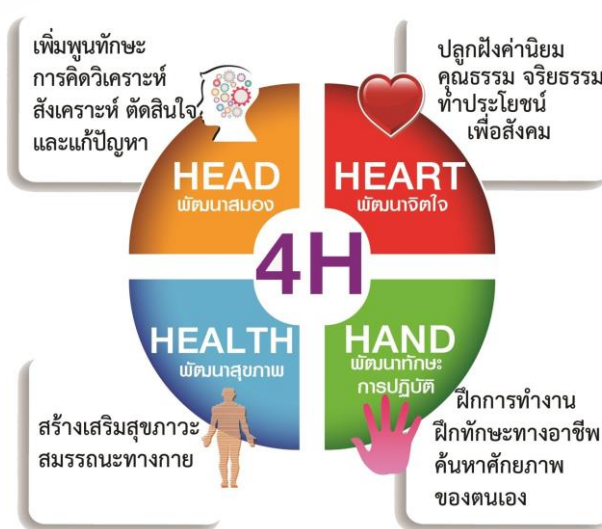 เพิ่มพูนทักษะ
การคิดวิเคราะห์
สังเคราะห์ ตัดสินใจ
และแก้ปัญหา
ปลูกฝังค่านิยม
คุณธรรม จริยธรรม
ทำประโยชน์
เพื่อสังคม
HEAD
พัฒนาสมอง
HEART
พัฒนาจิตใจ
4H
HEALTH
พัฒนาสุขภาพ
HAND
พัฒนาทักษะ
การปฏิบัติ
สร้างเสริมสุขภาวะ
สมรรถนะทางกาย
ฝึกการทำงาน
ฝึกทักษะทางอาชีพ
ค้นหาศักยภาพ
ของตนเอง